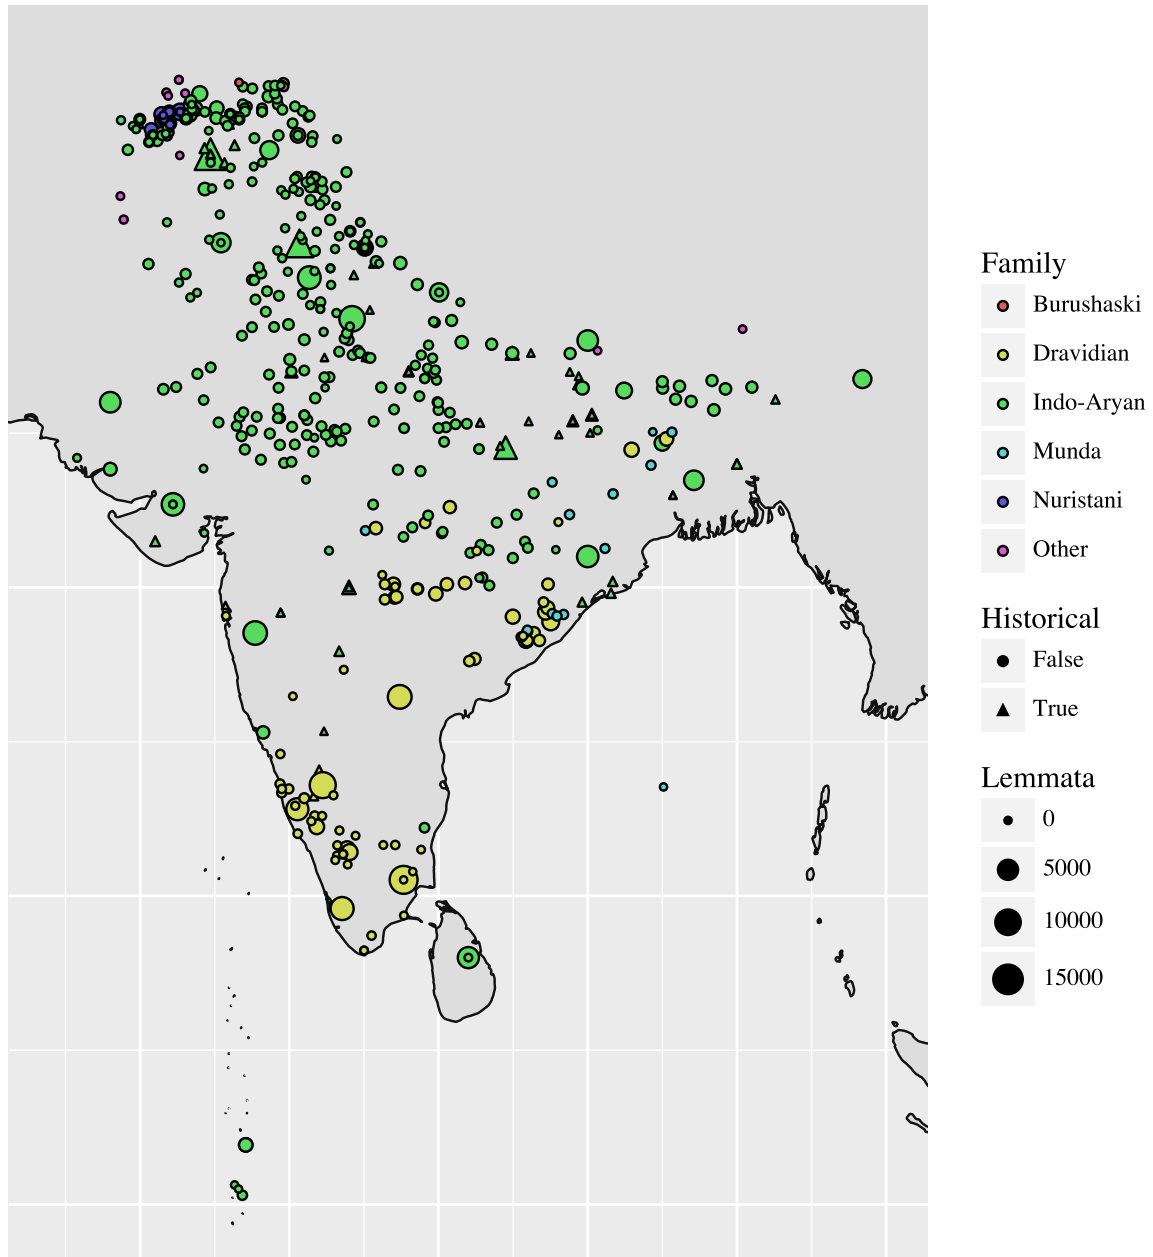 Family
Burushaski
Dravidian
Indo-Aryan
Munda
Nuristani
Other
Historical
False
True
Lemmata
0
5000
10000
15000